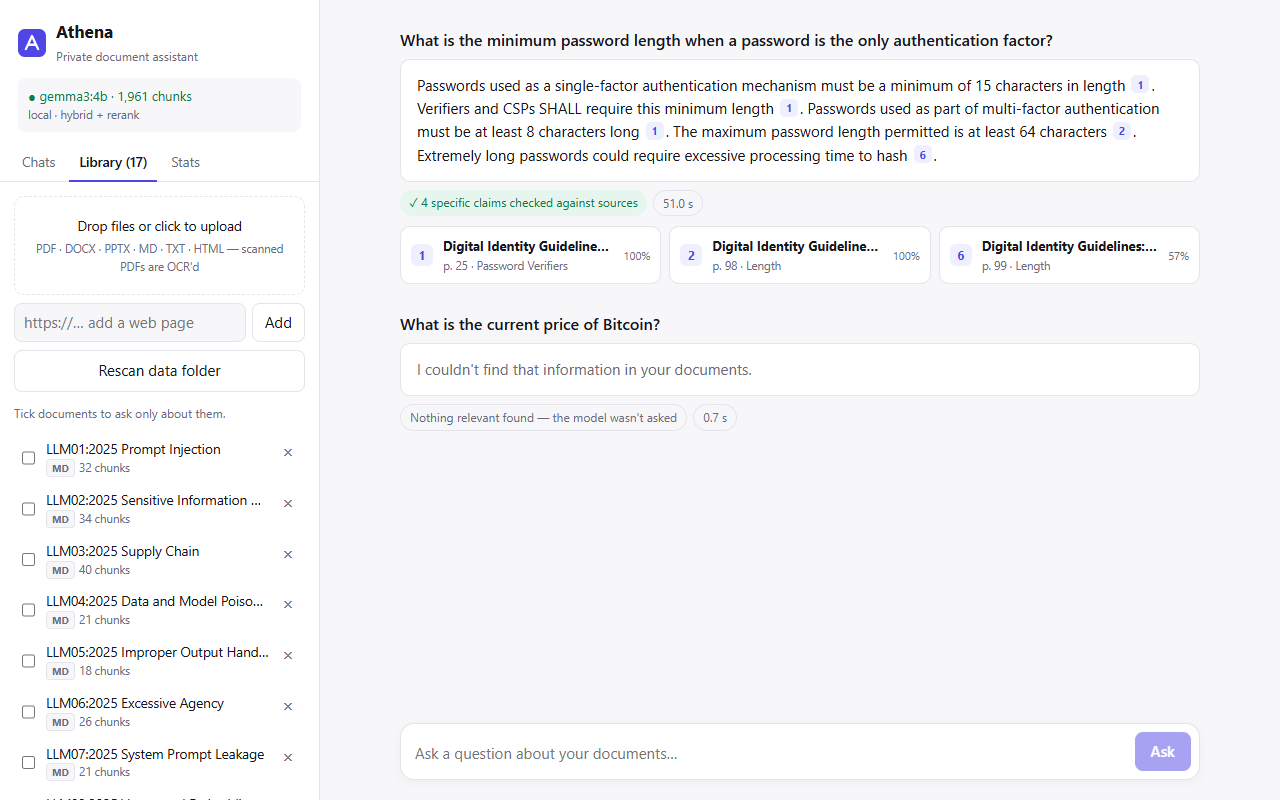 Athena
Private document assistant
● gemma3:4b · 1,961 chunks
local · hybrid + rerank
Chats
Library (17)
Stats
Drop files or click to upload
PDF · DOCX · PPTX · MD · TXT · HTML — scanned
PDFs are OCR'd
https://... add a web page
Add
Rescan data folder
Tick documents to ask only about them.
LLM01:2025 Prompt Injection
×
MD 32 chunks
LLM02:2025 Sensitive Information ...
×
MD 34 chunks
LLM03:2025 Supply Chain
×
MD 40 chunks
LLM04:2025 Data and Model Poiso...
×
MD 21 chunks
LLM05:2025 Improper Output Hand...
×
MD 18 chunks
LLM06:2025 Excessive Agency
×
MD 26 chunks
LLM07:2025 System Prompt Leakage
×
MD 21 chunks
What is the minimum password length when a password is the only authentication factor?
Passwords used as a single-factor authentication mechanism must be a minimum of 15 characters in length 1 .
Verifiers and CSPs SHALL require this minimum length 1 . Passwords used as part of multi-factor authentication
must be at least 8 characters long 1 . The maximum password length permitted is at least 64 characters 2 .
Extremely long passwords could require excessive processing time to hash 6 .
✓ 4 specific claims checked against sources
51.0 s
1
Digital Identity Guideline...
p. 25 · Password Verifiers
100%
2
Digital Identity Guideline...
p. 98 · Length
100%
6
Digital Identity Guidelines:...
p. 99 · Length
57%
What is the current price of Bitcoin?
I couldn't find that information in your documents.
Nothing relevant found — the model wasn't asked
0.7 s
Ask a question about your documents...
Ask